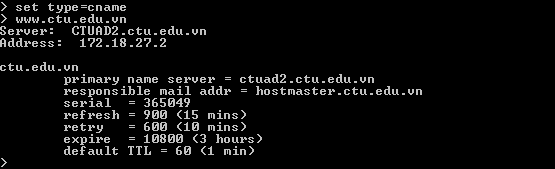 > set type=cname
> www.ctu.edu.vn
Server:  CTUAD2.ctu.edu.vn
Address:  172.18.27.2
ctu.edu.vn
primary name server = ctuad2.ctu.edu.vn
responsible mail addr = hostmaster.ctu.edu.vn
serial  = 365049
refresh = 900 (15 mins)
retry   = 600 (10 mins)
expire  = 10800 (3 hours)
default TTL = 60 (1 min)
>